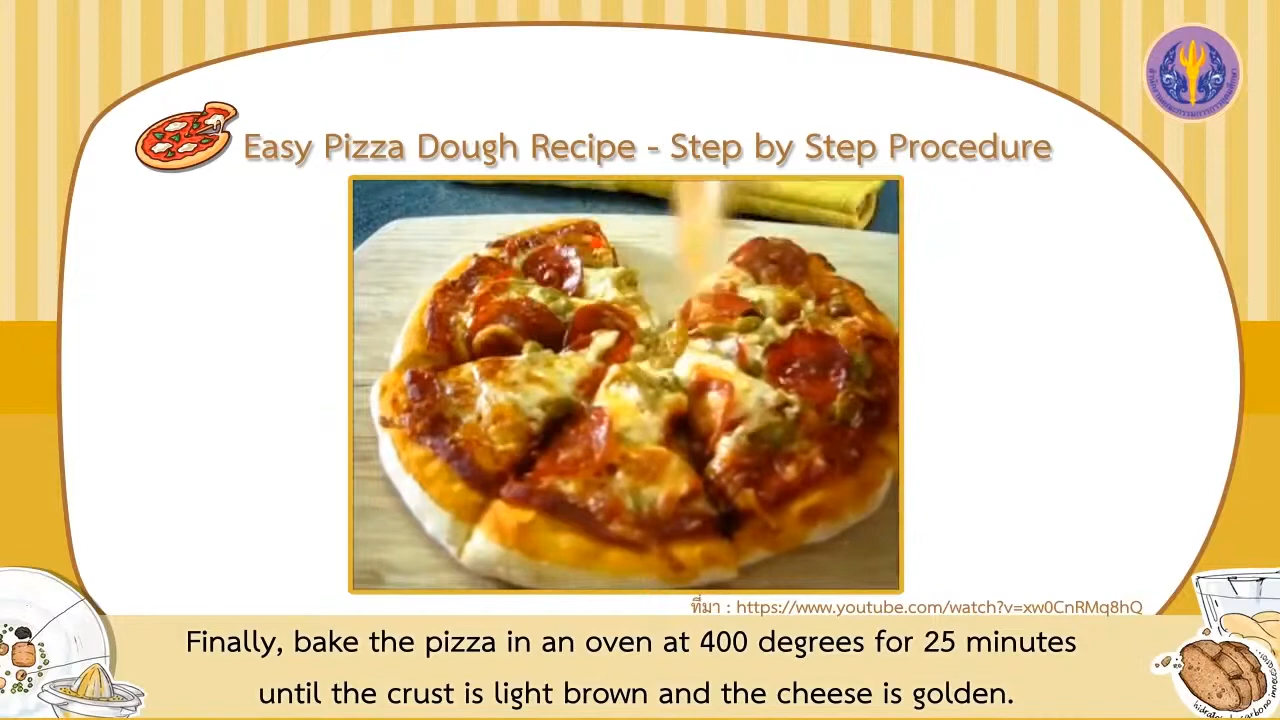 Easy Pizza Dough Recipe - Step by Step Procedure
ที่มา : https://www.youtube.com/watch?v=xw0CnRMq8hQ
Finally, bake the pizza in an oven at 400 degrees for 25 minutes
until the crust is light brown and the cheese is golden.